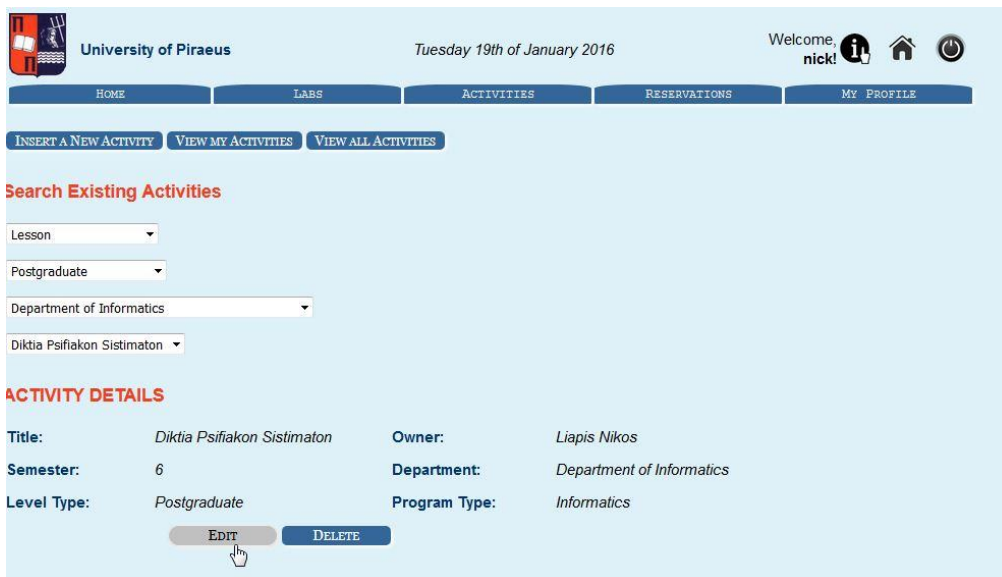 Π
Π
University of Piraeus
Tuesday 19th of January 2016
Welcome,
nick!
HOME LABS ACTIVITIES RESERVATIONS MY PROFILE
INSERT A NEW ACTIVITY VIEW MY ACTIVITIES VIEW ALL ACTIVITIES
Search Existing Activities
Lesson
Postgraduate
Department of Informatics
Diktia Psifiakon Sistimaton
ACTIVITY DETAILS
Title: Diktia Psifiakon Sistimaton Owner: Liapis Nikos
Semester: 6 Department: Department of Informatics
Level Type: Postgraduate Program Type: Informatics
EDIT DELETE